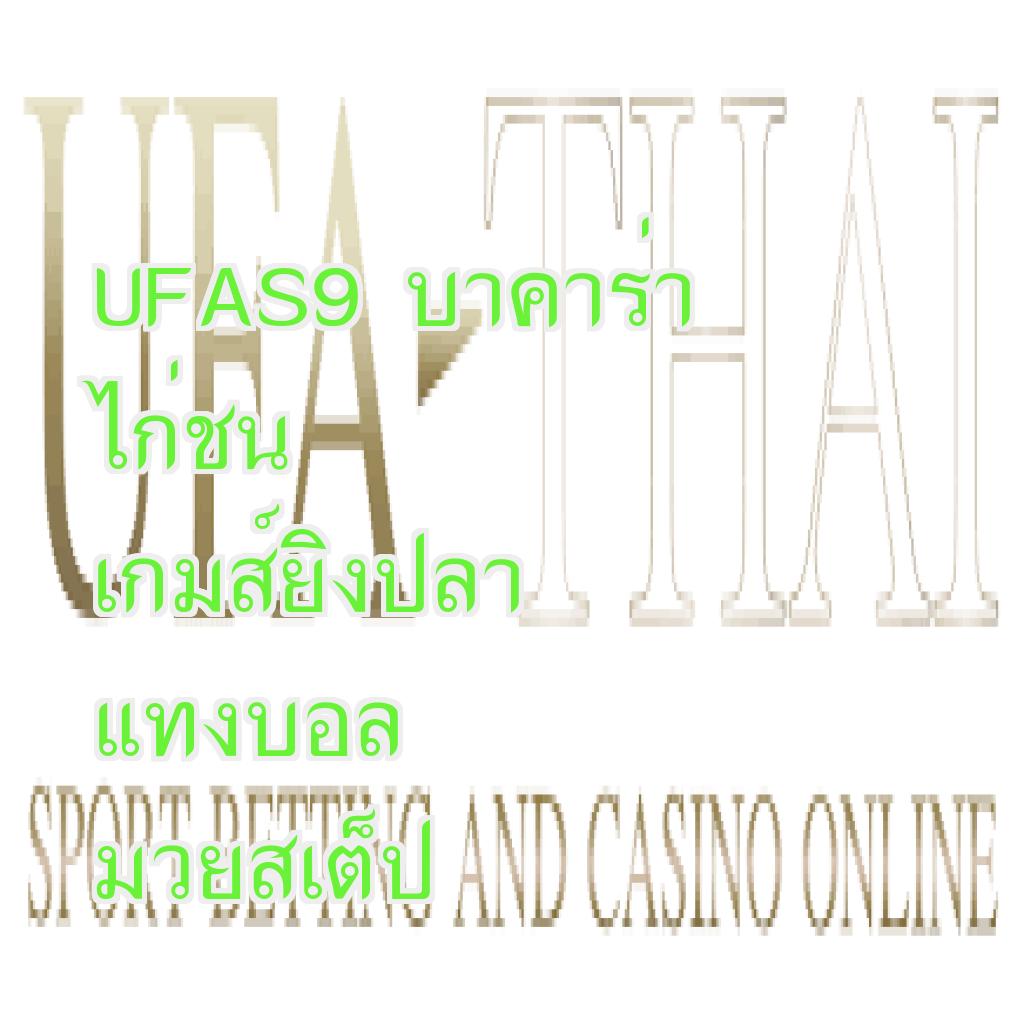 UFA THAI
UFAS9 บาคาร่า
ไก่ชน
เกมส์ยิงปลา
แทงบอล
SPORT BETTING AND CASINO ONLINE
มวยสเต็ป